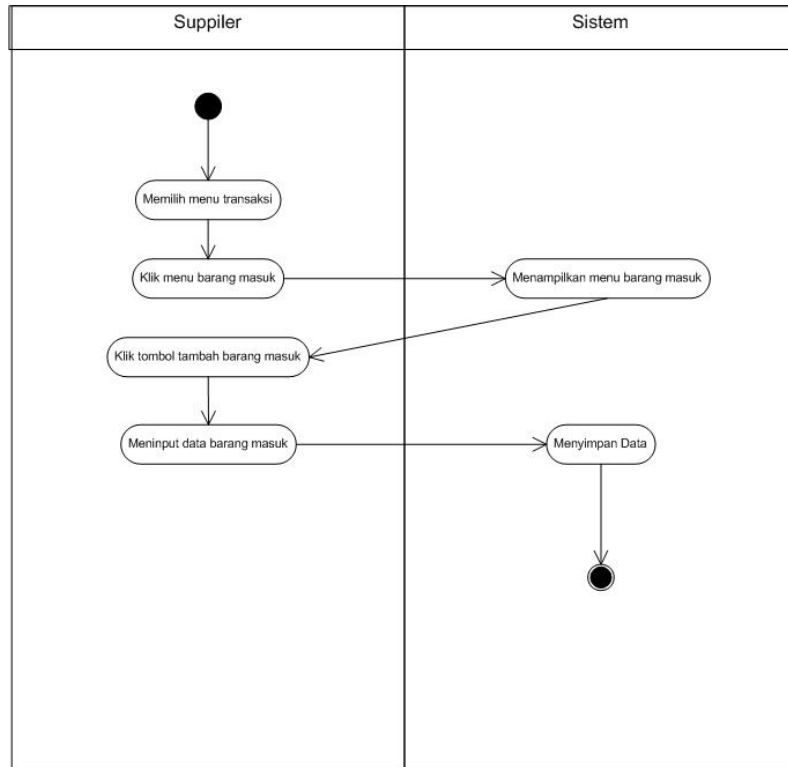 Suppiler
Sistem
Memilih menu transaksi
Klik menu barang masuk
Menampilkan menu barang masuk
Klik tombol tambah barang masuk
Meninput data barang masuk
Menyimpan Data